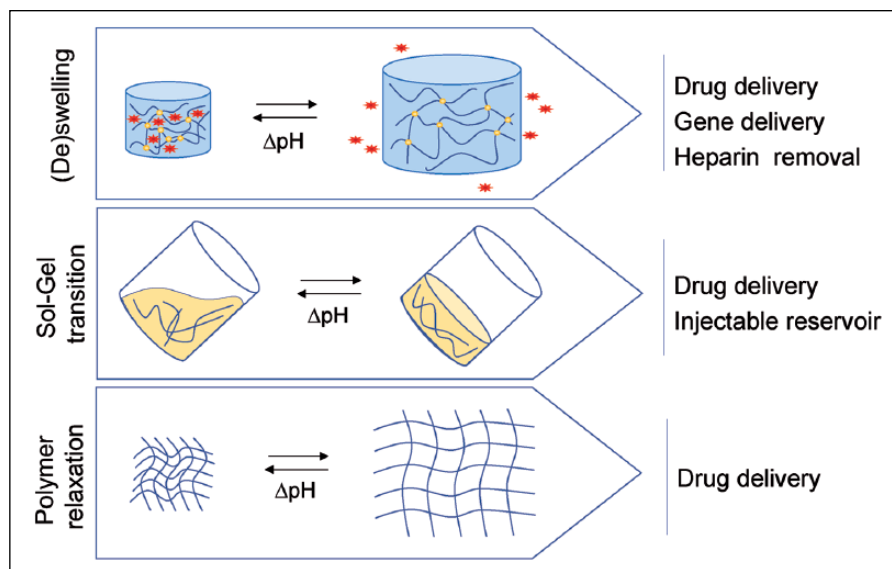 (De)swelling
ΔpH
Drug delivery
Gene delivery
Heparin removal
Sol-Gel
transition
ΔpH
Drug delivery
Injectable reservoir
Polymer
relaxation
ΔpH
Drug delivery